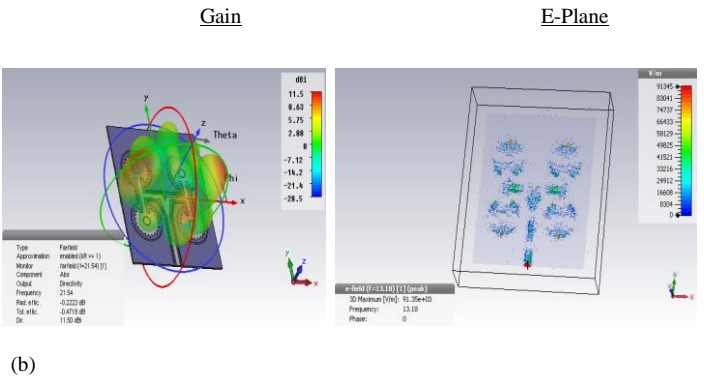 Gain
E-Plane
dBi
11.5
8.63
5.75
2.88
0
-7.12
-14.2
-21.4
-28.5
y
z
Theta
Phi
x
Type Farfield
Approximation enabled (kR >> 1)
Monitor farfield (f=21.54) [1]
Component Abs
Output Directivity
Frequency 21.54
Rad. effic. -0.2222 dB
Tot. effic. -0.4718 dB
Dir. 11.50 dBi
y
z
x
V/m
91345
83041
74737
66433
58129
49825
41521
33216
24912
16608
8304
0
e-field (f=13.18) [1] (peak)
3D Maximum [V/m]: 91.35e+03
Frequency: 13.18
Phase: 0
(b)